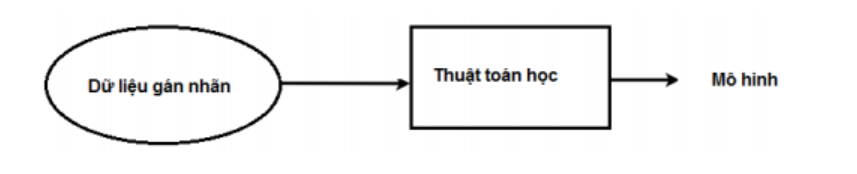 Dữ liệu gán nhãn
Thuật toán học
Mô hình